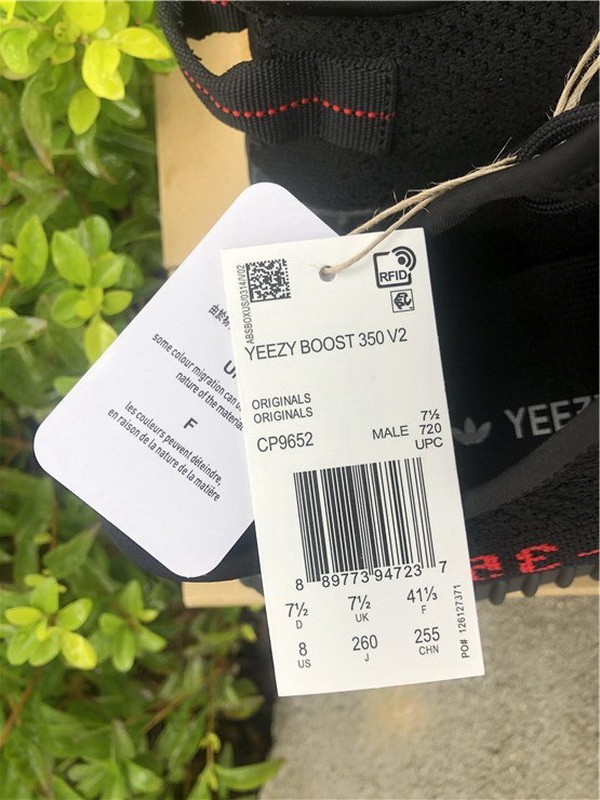 some colour migration can
nature of the material
F
les couleurs peuvent déteindre,
en raison de la nature de la matière
ABSBOXUS/0314/V02
RFID
YEEZY BOOST 350 V2
ORIGINALS
ORIGINALS
CP9652
MALE
7½
720
UPC
8 89773 94723 7
7½ 7½ 41⅓
D UK F
8 260 255
US J CHN
PO# 126127371
YEEZ